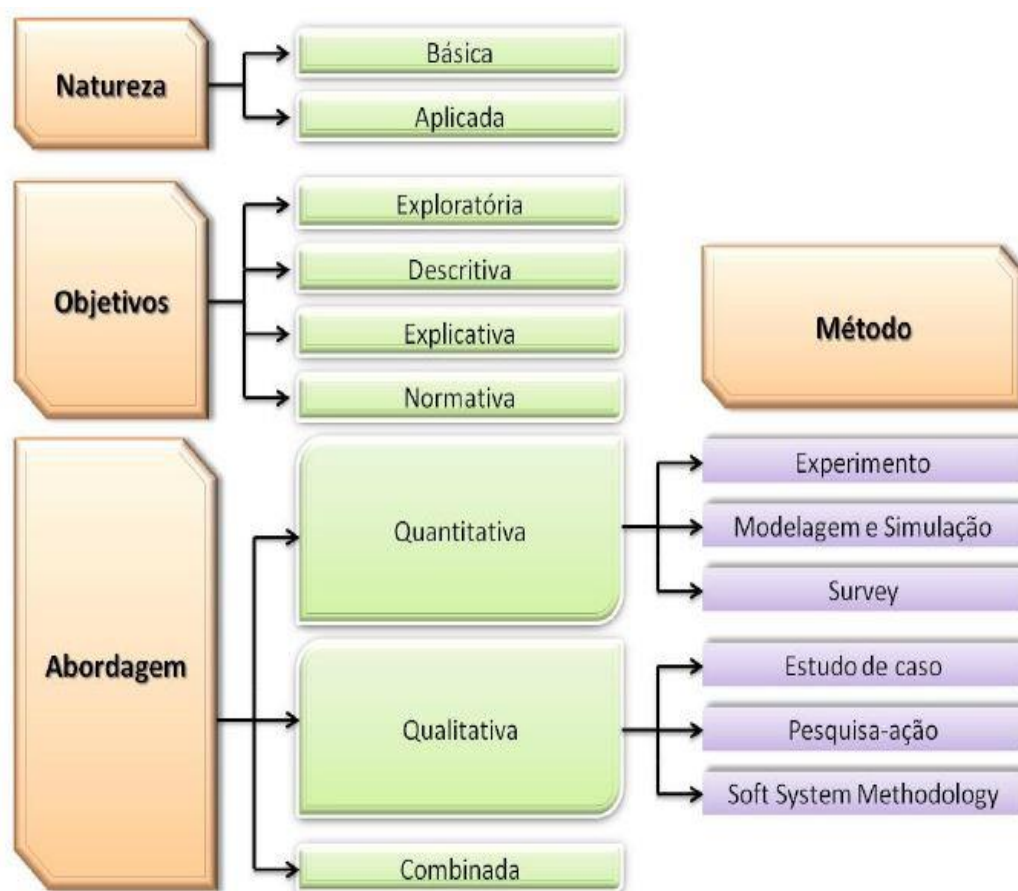 Natureza
Básica
Aplicada
Objetivos
Exploratória
Descritiva
Explicativa
Normativa
Método
Abordagem
Quantitativa
Experimento
Modelagem e Simulação
Survey
Qualitativa
Estudo de caso
Pesquisa-ação
Soft System Methodology
Combinada